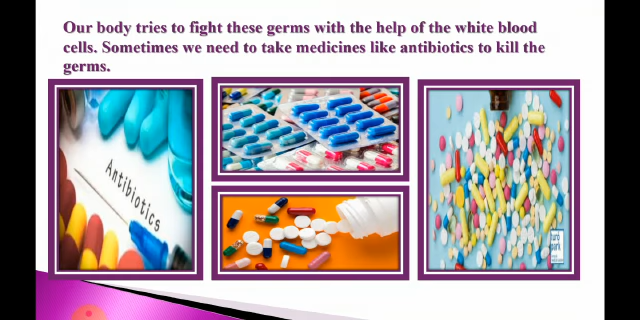 Our body tries to fight these germs with the help of the white blood
cells. Sometimes we need to take medicines like antibiotics to kill the
germs.
Antibiotics